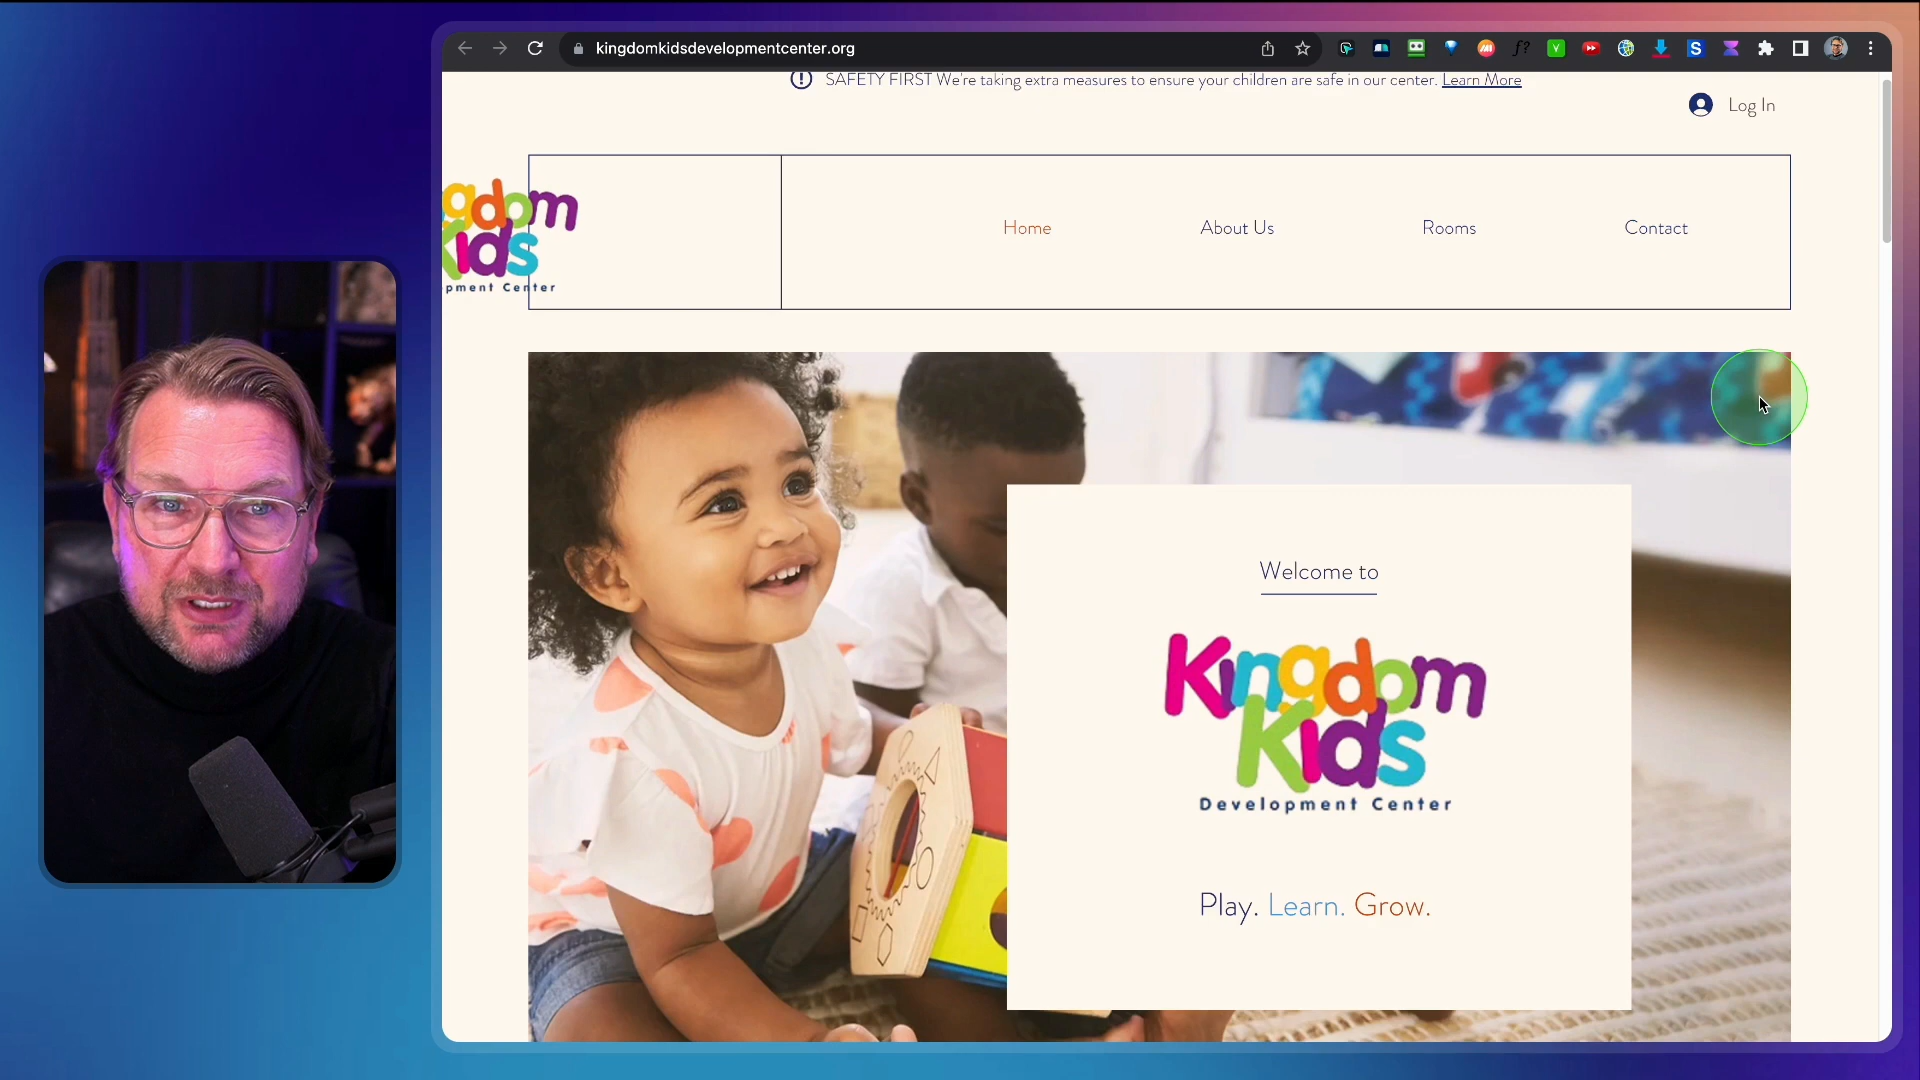 kingdomkidsdevelopmentcenter.org
SAFETY FIRST We're taking extra measures to ensure your children are safe in our center. Learn More
Log In
gdom
Kids
pment Center
Home
About Us
Rooms
Contact
Welcome to
Kingdom
Kids
Development Center
Play. Learn. Grow.